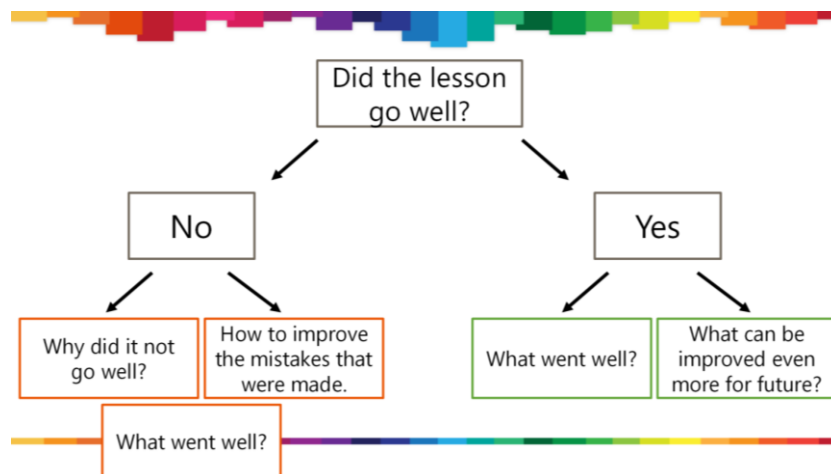 Did the lesson
go well?
No
Yes
Why did it not
go well?
How to improve
the mistakes that
were made.
What went well?
What went well?
What can be
improved even
more for future?